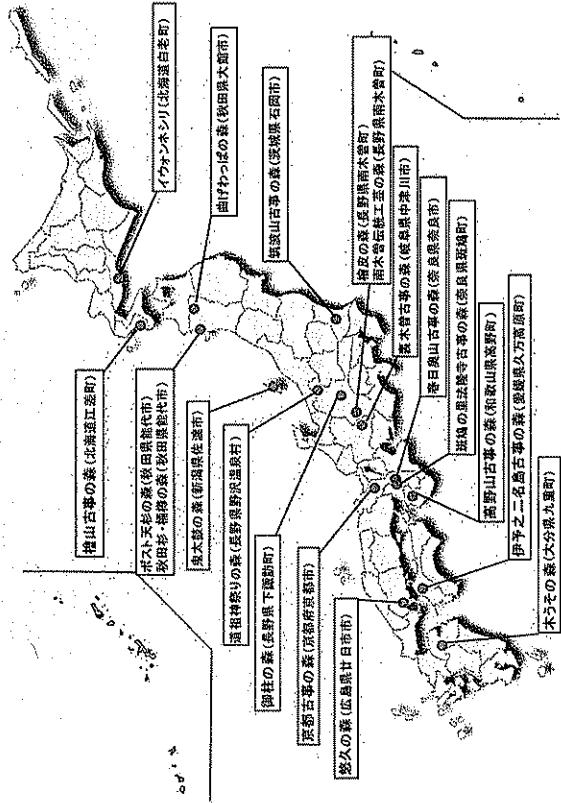 檜山古事の森(北海道江差町)
ポスト天杉の森(秋田県能代市)
秋田杉・桶樽の森(秋田県能代市)
鬼太鼓の森(新潟県佐渡市)
道祖神祭りの森(長野県野沢温泉村)
御柱の森(長野県下諏訪町)
京都古事の森(京都府京都市)
悠久の森(広島県廿日市市)
イウォンネシリ(北海道白老町)
曲げわっぱの森(秋田県大館市)
筑波山古事の森(茨城県石岡市)
檜皮の森(長野県南木曽町)
南木曽伝統工芸の森(長野県南木曽町)
裏木曽古事の森(岐阜県中津川市)
春日奥山古事の森(奈良県奈良市)
斑鳩の里法隆寺古事の森(奈良県斑鳩町)
高野山古事の森(和歌山県高野町)
伊予之二名島古事の森(愛媛県久万高原町)
木うその森(大分県九重町)